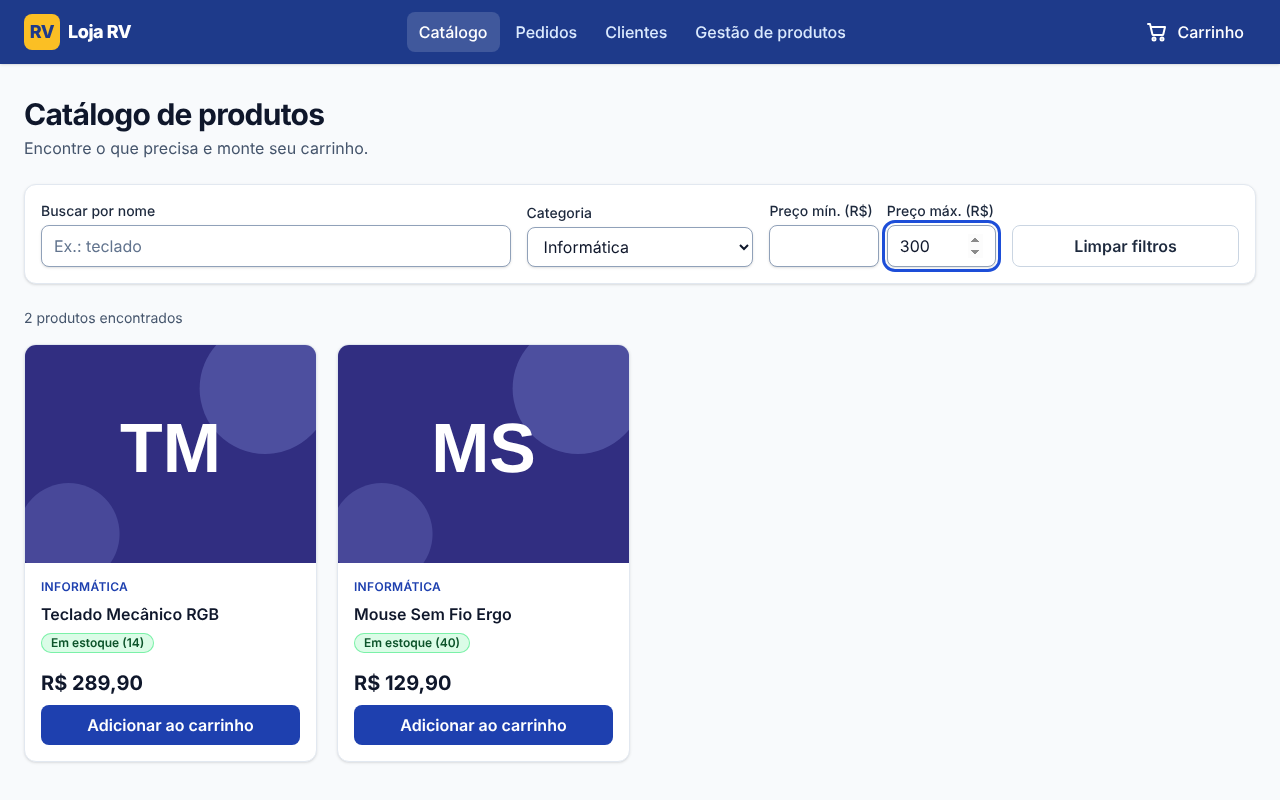 RV Loja RV Catálogo Pedidos Clientes Gestão de produtos Carrinho
Catálogo de produtos
Encontre o que precisa e monte seu carrinho.
Buscar por nome Categoria Preço mín. (R$) Preço máx. (R$)
Ex.: teclado Informática 300 Limpar filtros
2 produtos encontrados
TM
INFORMÁTICA
Teclado Mecânico RGB
Em estoque (14)
R$ 289,90
Adicionar ao carrinho
MS
INFORMÁTICA
Mouse Sem Fio Ergo
Em estoque (40)
R$ 129,90
Adicionar ao carrinho